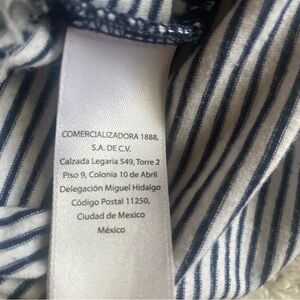 COMERCIALIZADORA 1888,
S.A. DE C.V.
Calzada Legaria 549, Torre 2
Piso 9, Colonia 10 de Abril
Delegación Miguel Hidalgo
Código Postal 11250,
Ciudad de Mexico
México